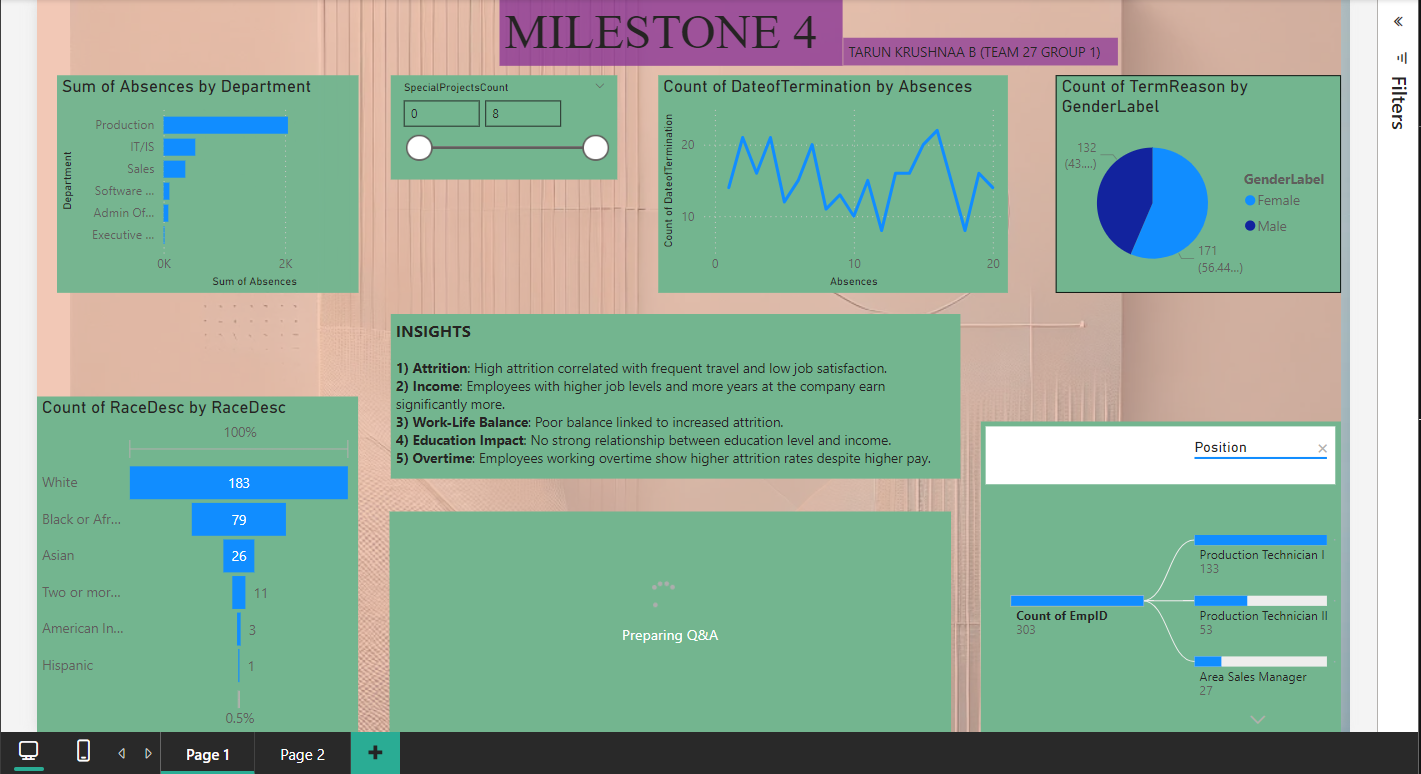 MILESTONE 4
TARUN KRUSHNAA B (TEAM 27 GROUP 1)
Filters
Sum of Absences by Department
Department
Production
IT/IS
Sales
Software ...
Admin Of...
Executive ...
0K
2K
Sum of Absences
SpecialProjectsCount
0
8
Count of DateofTermination by Absences
Count of DateofTermination
20
10
0
10
20
Absences
Count of TermReason by
GenderLabel
132
(43....)
171
(56.44...)
GenderLabel
Female
Male
INSIGHTS
1) Attrition: High attrition correlated with frequent travel and low job satisfaction.
2) Income: Employees with higher job levels and more years at the company earn
significantly more.
3) Work-Life Balance: Poor balance linked to increased attrition.
4) Education Impact: No strong relationship between education level and income.
5) Overtime: Employees working overtime show higher attrition rates despite higher pay.
Count of RaceDesc by RaceDesc
100%
White
183
Black or Afr...
79
Asian
26
Two or mor...
11
American In...
3
Hispanic
1
0.5%
Preparing Q&A
Position
Count of EmpID
303
Production Technician I
133
Production Technician II
53
Area Sales Manager
27
Page 1
Page 2